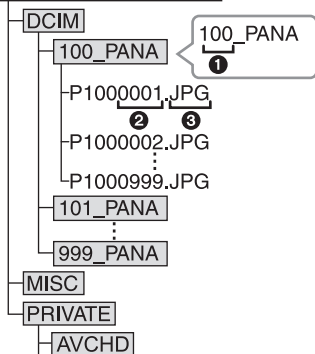 DCIM
100_PANA
100_PANA
❶
P1000001.JPG
❷ ❸
P1000002.JPG
P1000999.JPG
101_PANA
999_PANA
MISC
PRIVATE
AVCHD